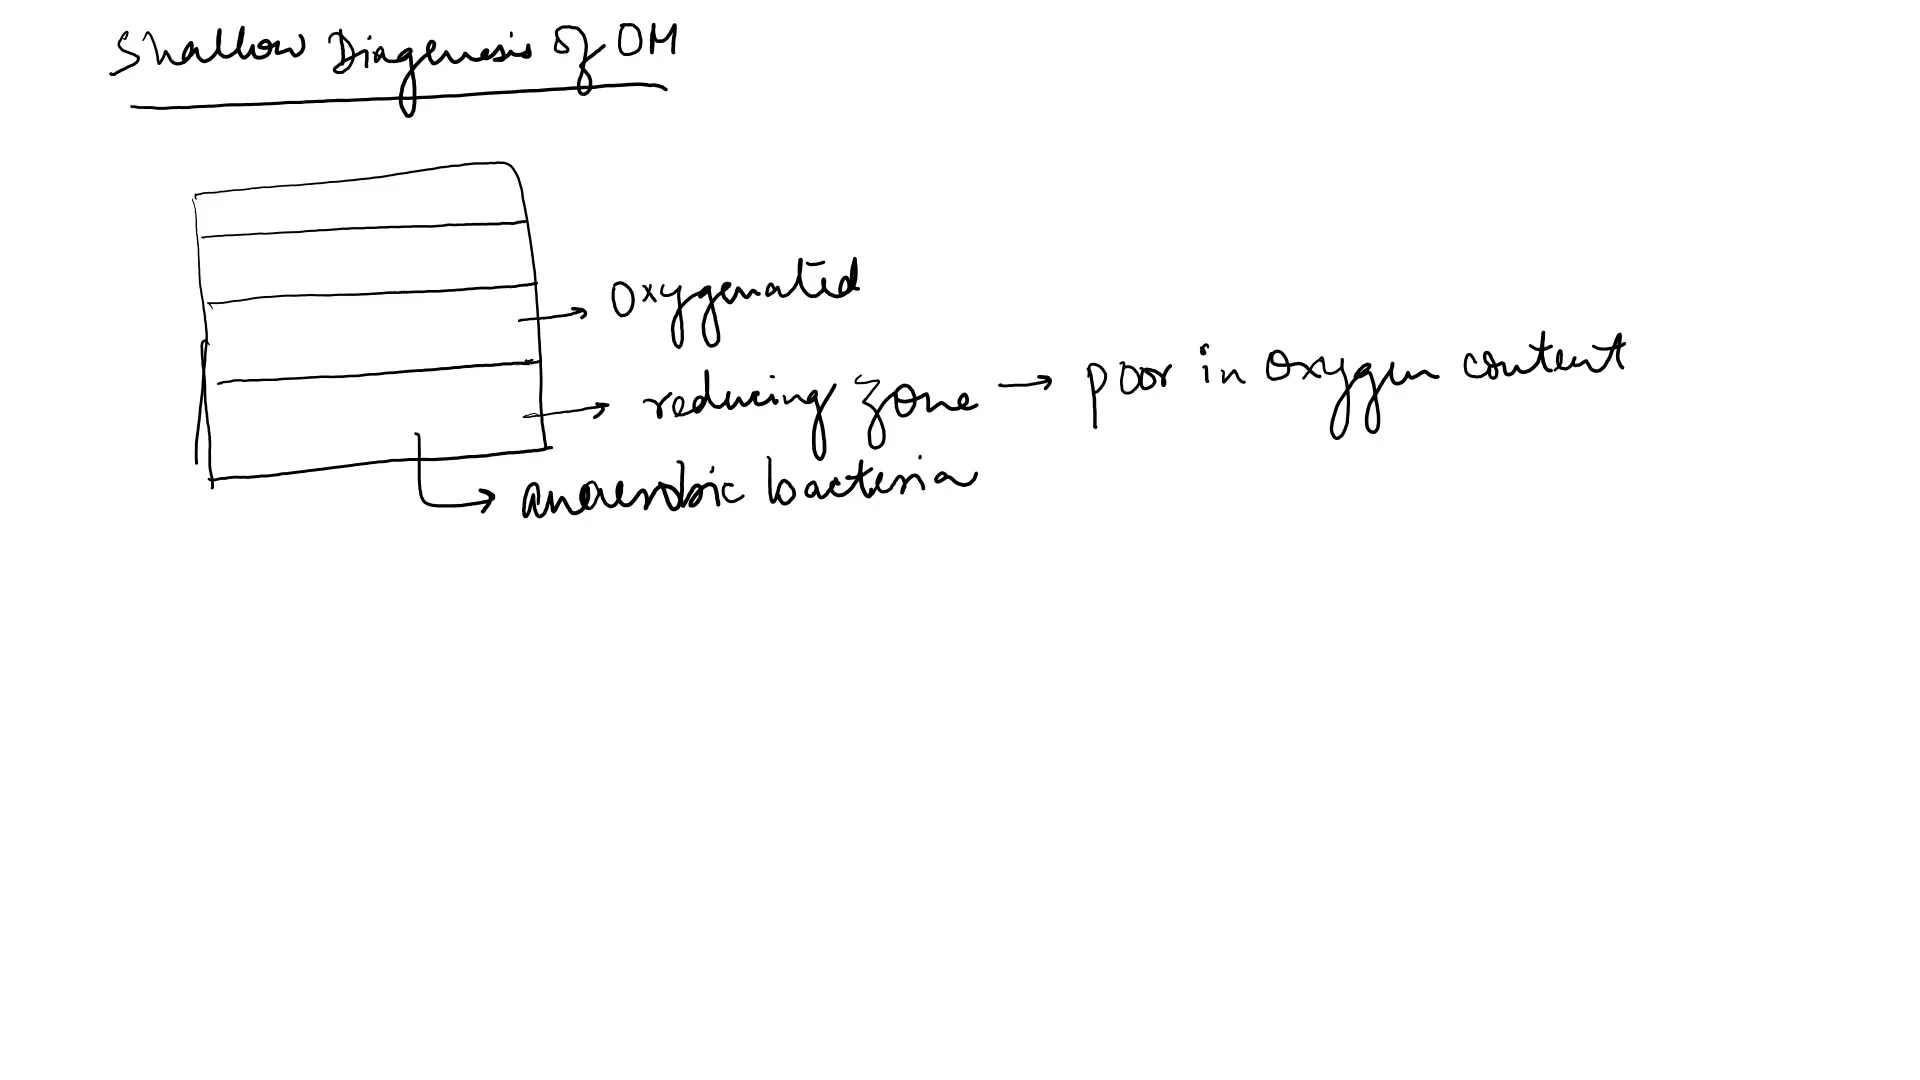 Shallow Diagenesis of OM
Oxygenated
reducing zone → poor in oxygen content
anaerobic bacteria